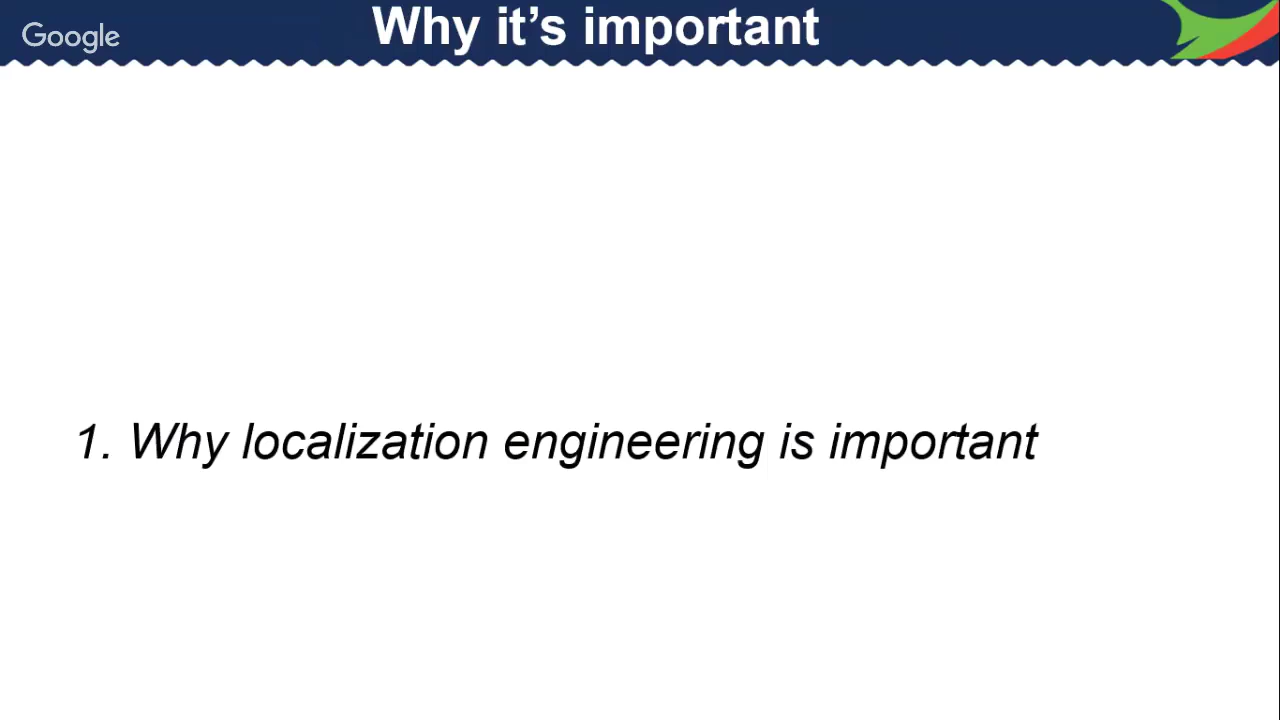 Google
Why it’s important
1. Why localization engineering is important